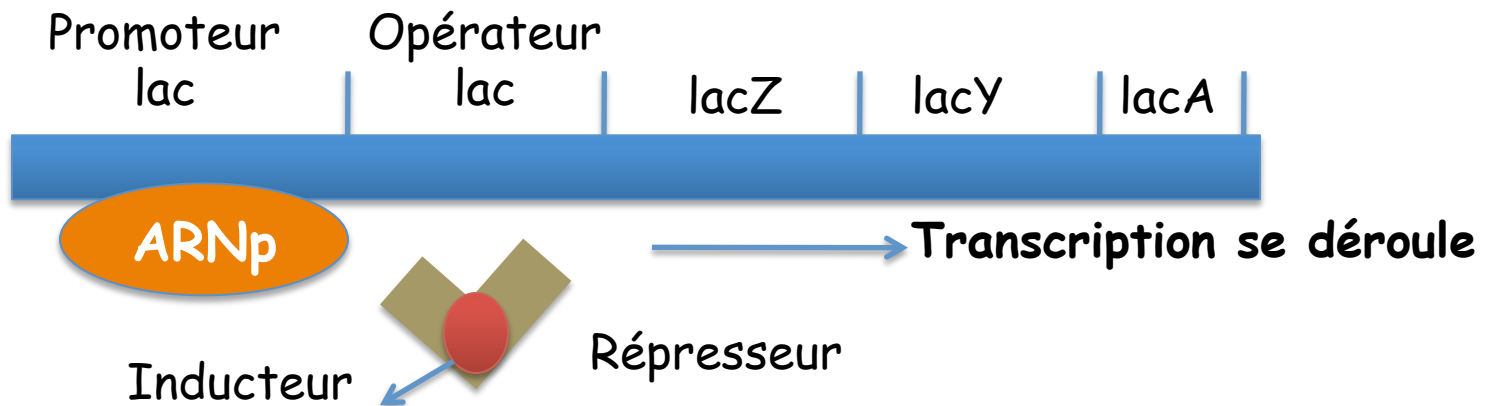 Promoteur
lac
Opérateur
lac
lacZ
lacY
lacA
ARNp
Transcription se déroule
Répresseur
Inducteur